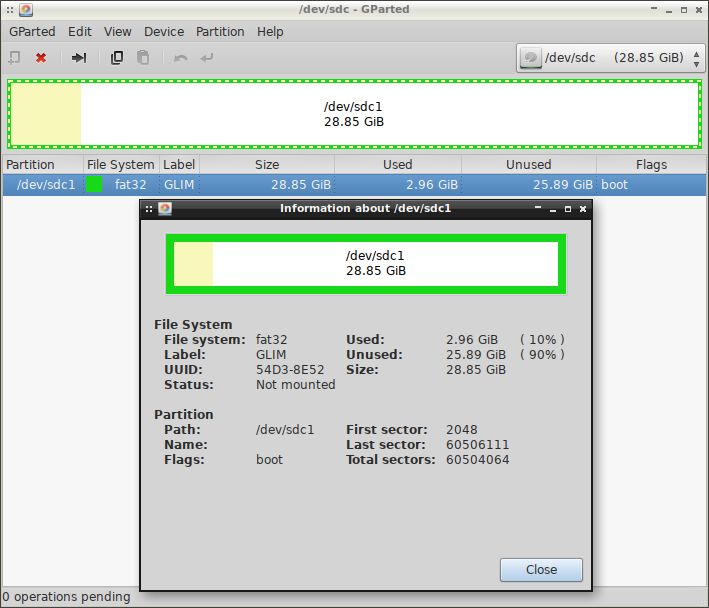 /dev/sdc - GParted
GParted Edit View Device Partition Help
/dev/sdc (28.85 GiB)
/dev/sdc1
28.85 GiB
Partition File System Label Size Used Unused Flags
/dev/sdc1 fat32 GLIM 28.85 GiB 2.96 GiB 25.89 GiB boot
Information about /dev/sdc1
/dev/sdc1
28.85 GiB
File System
File system: fat32 Used: 2.96 GiB ( 10% )
Label: GLIM Unused: 25.89 GiB ( 90% )
UUID: 54D3-8E52 Size: 28.85 GiB
Status: Not mounted
Partition
Path: /dev/sdc1 First sector: 2048
Name: Last sector: 60506111
Flags: boot Total sectors: 60504064
Close
0 operations pending